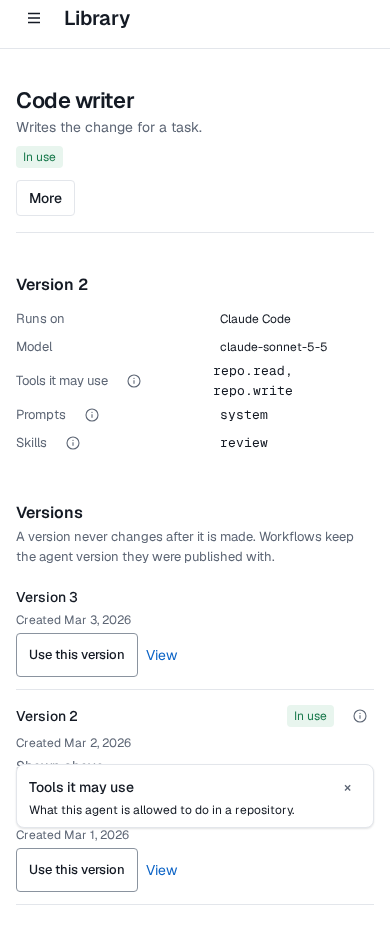 Library
Code writer
Writes the change for a task.
In use
More
Version 2
Runs on Claude Code
Model claude-sonnet-5-5
Tools it may use repo.read,
repo.write
Prompts system
Skills review
Versions
A version never changes after it is made. Workflows keep
the agent version they were published with.
Version 3
Created Mar 3, 2026
Use this version View
Version 2 In use
Created Mar 2, 2026
Tools it may use ×
What this agent is allowed to do in a repository.
Created Mar 1, 2026
Use this version View